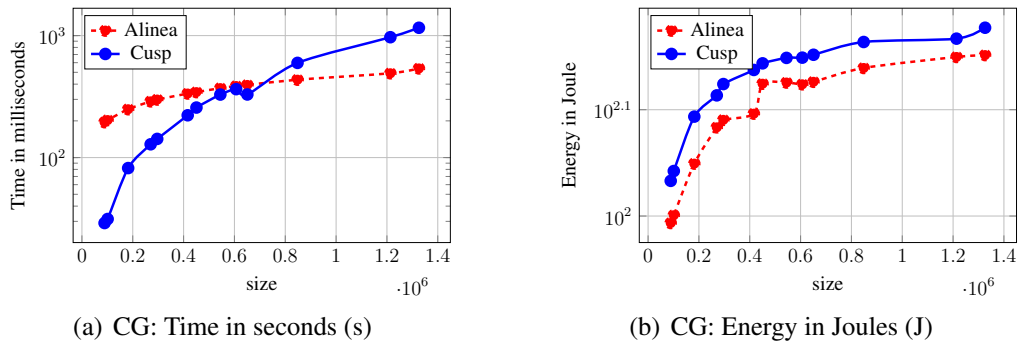 Alinea
Cusp
10^3
10^2
Time in milliseconds
0 0.2 0.4 0.6 0.8 1 1.2 1.4
size
·10^6
(a) CG: Time in seconds (s)
Alinea
Cusp
10^2.1
10^2
Energy in Joule
0 0.2 0.4 0.6 0.8 1 1.2 1.4
size
·10^6
(b) CG: Energy in Joules (J)